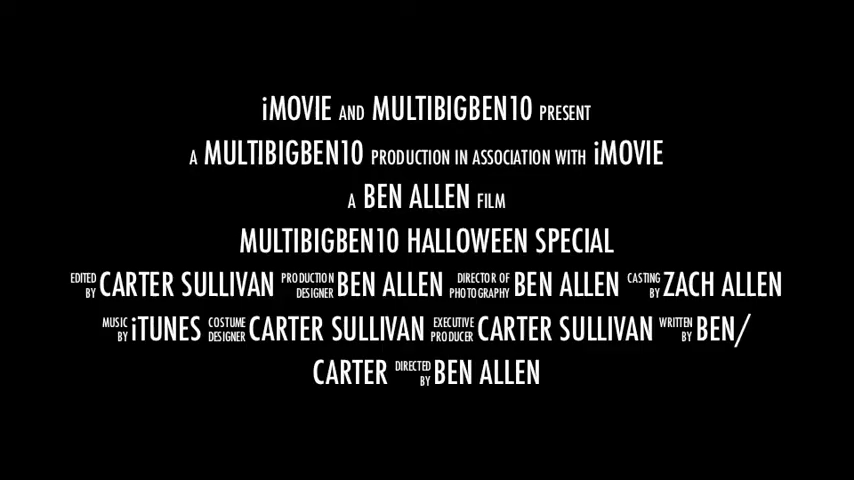 iMOVIE AND MULTIBIGBEN10 PRESENT
A MULTIBIGBEN10 PRODUCTION IN ASSOCIATION WITH iMOVIE
A BEN ALLEN FILM
MULTIBIGBEN10 HALLOWEEN SPECIAL
EDITED BY CARTER SULLIVAN PRODUCTION DESIGNER BEN ALLEN DIRECTOR OF PHOTOGRAPHY BEN ALLEN CASTING BY ZACH ALLEN
MUSIC BY iTUNES COSTUME DESIGNER CARTER SULLIVAN EXECUTIVE PRODUCER CARTER SULLIVAN WRITTEN BY BEN/
CARTER DIRECTED BY BEN ALLEN